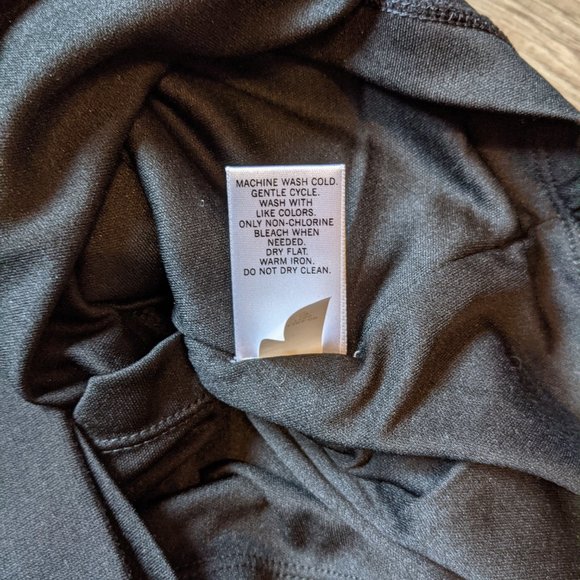 MACHINE WASH COLD.
GENTLE CYCLE.
WASH WITH
LIKE COLORS.
ONLY NON-CHLORINE
BLEACH WHEN
NEEDED.
DRY FLAT.
WARM IRON.
DO NOT DRY CLEAN.